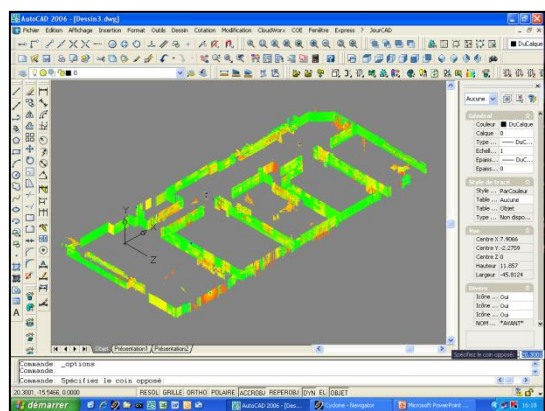 AutoCAD 2006 - [Dessin3.dwg]
Fichier Edition Affichage Insertion Format Outils Dessin Cotation Modification CloudWorx COE Fenêtre Express ? JourCAD
DuCalque
0
Aucune
Général
Couleur DuCalque
Calque 0
Type ... DuC...
Echell... 1
Epaiss... DuC...
Epaiss... 0
Style de tracé
Style ... ParCouleur
Table ... Aucune
Table ... Objet
Type ... Non dispo...
Vue
Centre X 7.9066
Centre Y -2.2759
Centre Z 0
Hauteur 11.857
Largeur -45.8124
Divers
Icône ... Oui
Icône ... Oui
Icône ... Oui
NOM ... *AVANT*
Y
X
Z
Objet Présentation1 Présentation2
Spécifiez le coin opposé:
Commande: _options
Commande:
Commande: Spécifiez le coin opposé:
20.3001, -15.5466, 0.0000 RESOL GRILLE ORTHO POLAIRE ACCROBJ REPEROBJ DYN EL OBJET
démarrer AutoCAD 2006 - [Des... Cyclone - Navigator Microsoft PowerPoint ... 16:18